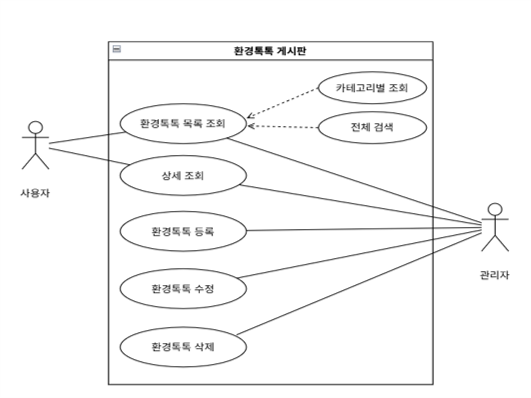 환경톡톡 게시판
카테고리별 조회
환경톡톡 목록 조회
전체 검색
상세 조회
사용자
환경톡톡 등록
관리자
환경톡톡 수정
환경톡톡 삭제